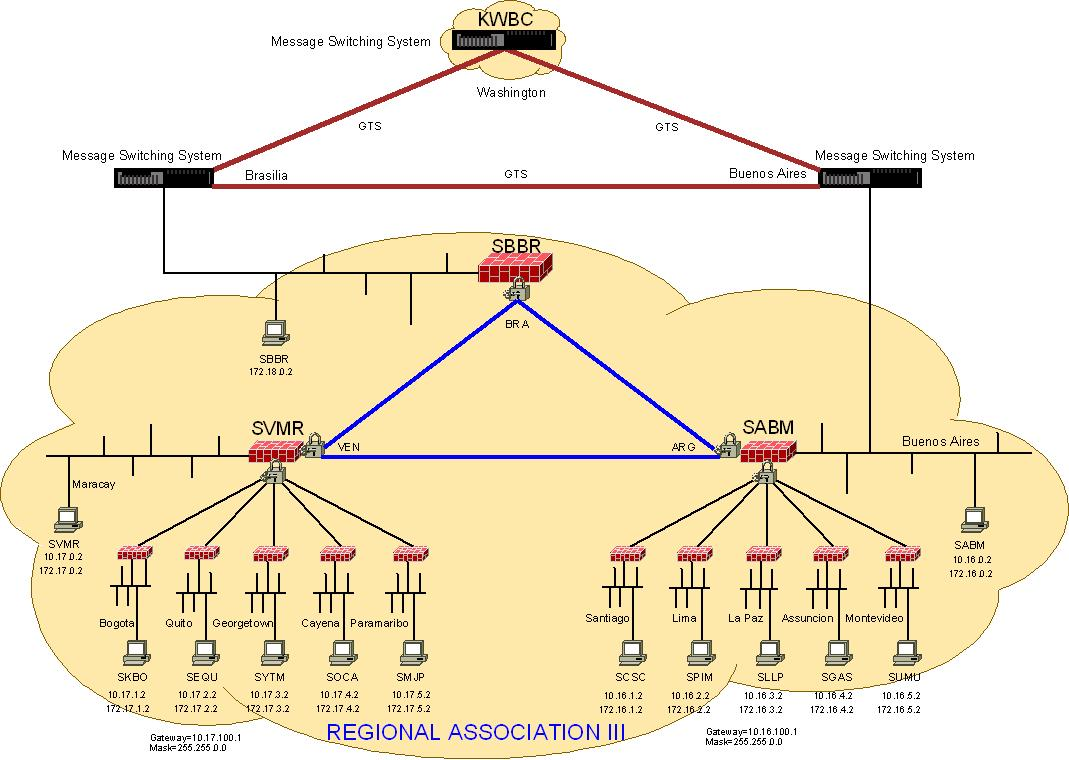 KWBC
Message Switching System
Washington
GTS
GTS
Message Switching System
Message Switching System
Brasilia
GTS
Buenos Aires
SBBR
BRA
SBBR
172.18.0.2
SVMR
VEN
ARG
SABM
Buenos Aires
Maracay
SVMR
10.17.0.2
172.17.0.2
SABM
10.16.0.2
172.16.0.2
Bogota
Quito
Georgetown
Cayena
Paramaribo
Santiago
Lima
La Paz
Assuncion
Montevideo
SKBO
SEQU
SYTM
SOCA
SMJP
SCSC
SPIM
SLLP
SGAS
SUMU
10.17.1.2
10.17.2.2
10.17.3.2
10.17.4.2
10.17.5.2
10.16.1.2
10.16.2.2
10.16.3.2
10.16.4.2
10.16.5.2
172.17.1.2
172.17.2.2
172.17.3.2
172.17.4.2
172.17.5.2
172.16.1.2
172.16.2.2
172.16.3.2
172.16.4.2
172.16.5.2
Gateway=10.17.100.1
Mask=255.255.0.0
REGIONAL ASSOCIATION III
Gateway=10.16.100.1
Mask=255.255.0.0